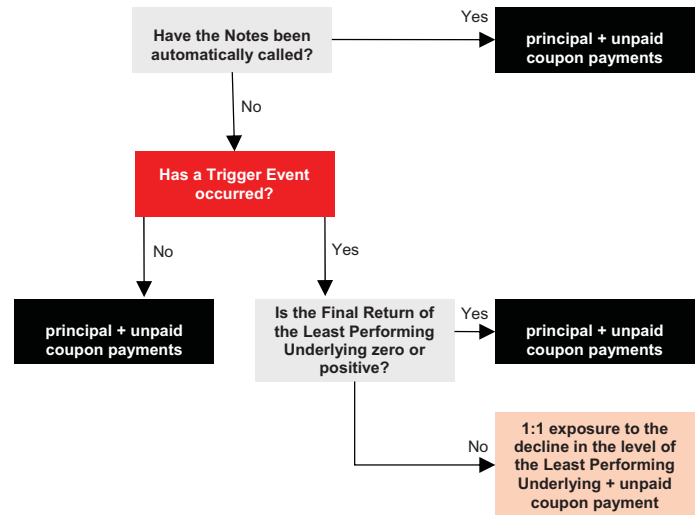 Have the Notes been
automatically called?
Yes
principal + unpaid
coupon payments
No
Has a Trigger Event
occurred?
No
Yes
principal + unpaid
coupon payments
Is the Final Return of
the Least Performing
Underlying zero or
positive?
Yes
principal + unpaid
coupon payments
No
1:1 exposure to the
decline in the level of
the Least Performing
Underlying + unpaid
coupon payment